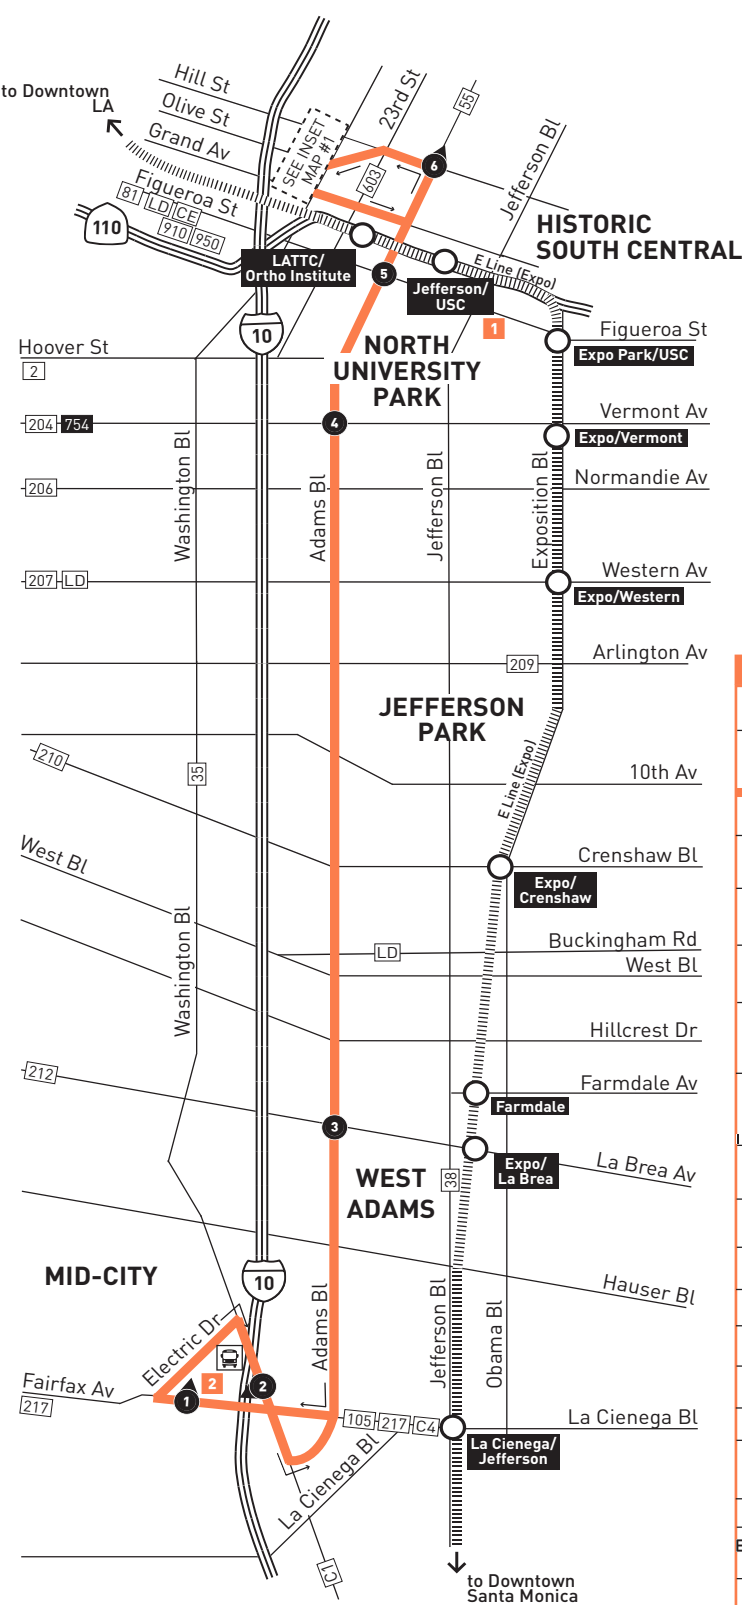 to Downtown
LA
Hill St
Olive St
Grand Av
Figueroa St
81
LD
CE
910
950
110
SEE INSET
MAP #1
23rd St
55
603
6
Jefferson Bl
HISTORIC
SOUTH CENTRAL
LATTC/
Ortho Institute
5
E Line (Expo)
Jefferson/
USC
1
10
NORTH
UNIVERSITY
PARK
Figueroa St
Expo Park/USC
Hoover St
2
204
754
4
Vermont Av
Expo/Vermont
206
Washington Bl
Adams Bl
Jefferson Bl
Exposition Bl
Normandie Av
207
LD
Western Av
Expo/Western
209
Arlington Av
JEFFERSON
PARK
210
35
E Line (Expo)
10th Av
West Bl
Crenshaw Bl
Expo/
Crenshaw
Washington Bl
LD
Buckingham Rd
West Bl
Hillcrest Dr
212
Farmdale Av
Farmdale
3
Expo/
La Brea
La Brea Av
WEST
ADAMS
38
MID-CITY
10
Hauser Bl
Electric Dr
Adams Bl
Jefferson Bl
Obama Bl
Fairfax Av
217
1
2
2
105
217
C4
La Cienega Bl
La Cienega/
Jefferson
La Cienega Bl
C1
to Downtown
Santa Monica